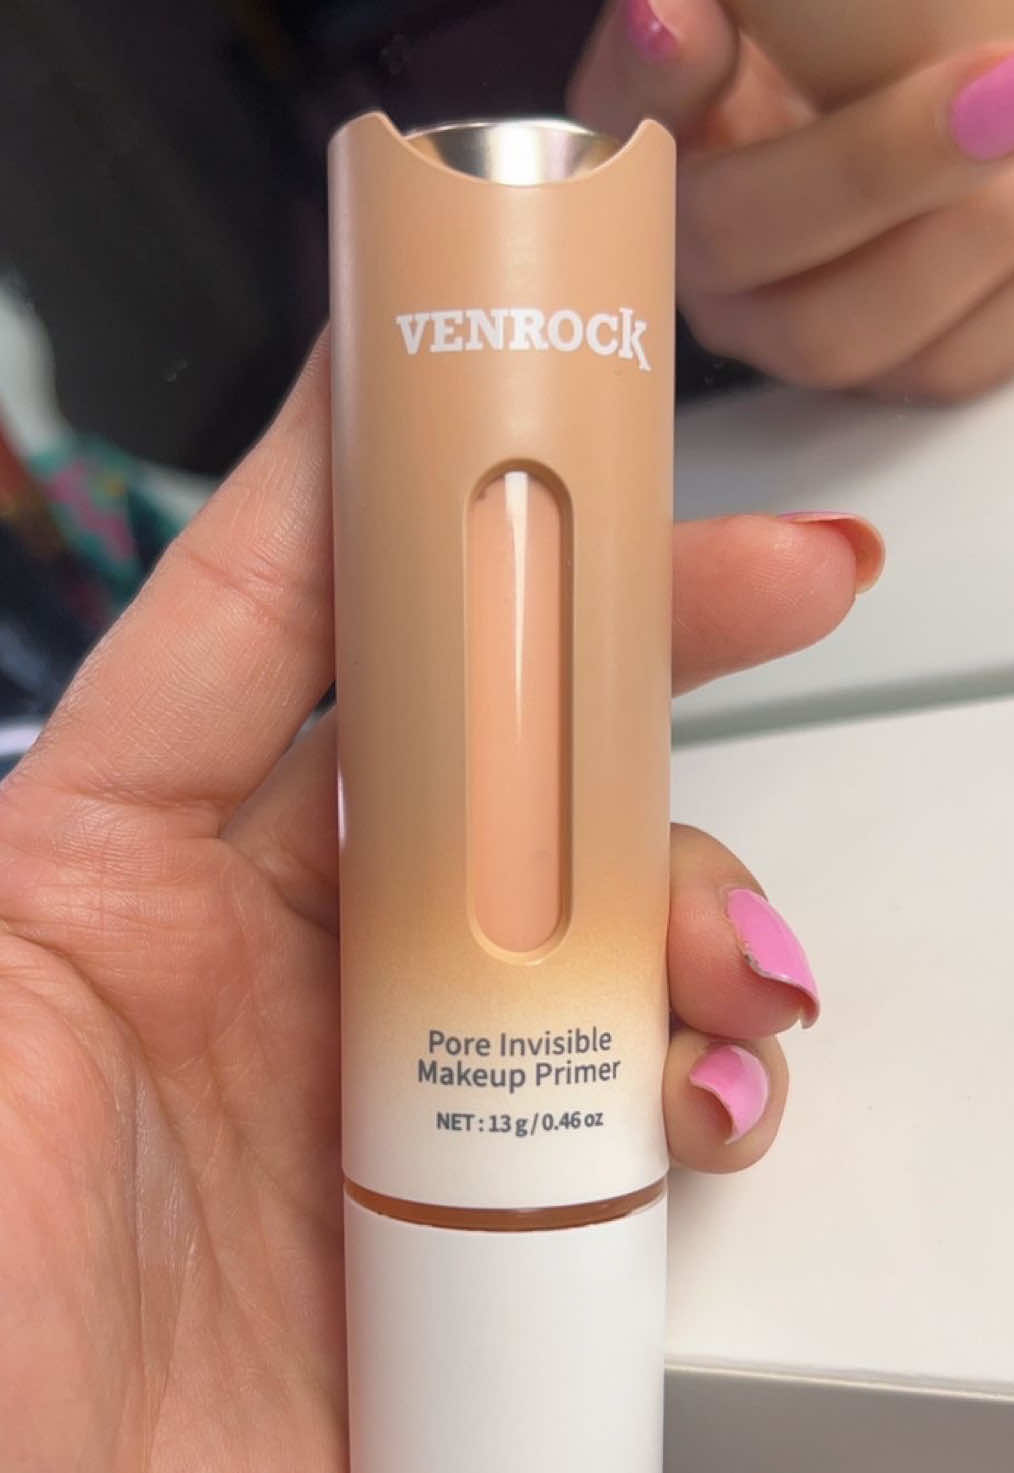 VENROCk
Pore Invisible
Makeup Primer
NET : 13 g / 0.46 oz